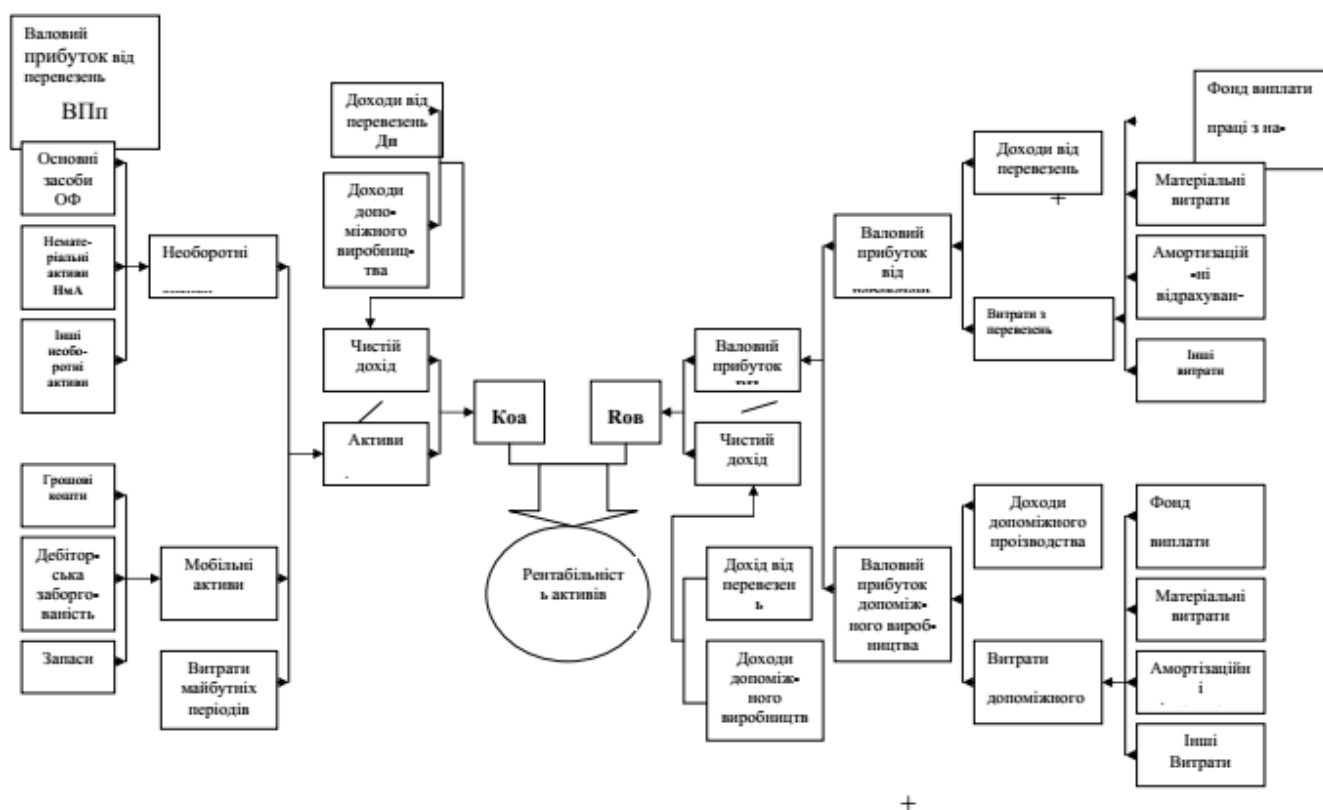 Валовий
прибуток від
перевезень
ВПп
Основні
засоби
ОФ
Немате-
ріальні
активи
НмА
Інші
необо-
ротні
активи
Необоротні
Грошові
кошти
Дебітор-
ська
заборго-
ваність
Запаси
Мобільні
активи
Витрати
майбутніх
періодів
Доходи від
перевезень
Дп
Доходи
допо-
міжного
виробниц-
тва
Чистій
дохід
Активи
Коа
Rов
Рентабільніст
ь активів
Валовий
прибуток
Чистий
дохід
Дохід від
перевезен
ь
Доходи
допоміж-
ного
виробництв
Валовий
прибуток
від
перевезень
Валовий
прибуток
допоміж-
ного вироб-
ництва
Доходи від
перевезень
+
Витрати з
перевезень
Фонд виплати
праці з на-
Матеріальні
витрати
Амортизацій
-ні
відрахуван-
Інші
витрати
Доходи
допоміжного
проізводства
Витрати
допоміжного
Фонд
виплати
Матеріальні
витрати
Амортізаційн
і
Інші
Витрати
+